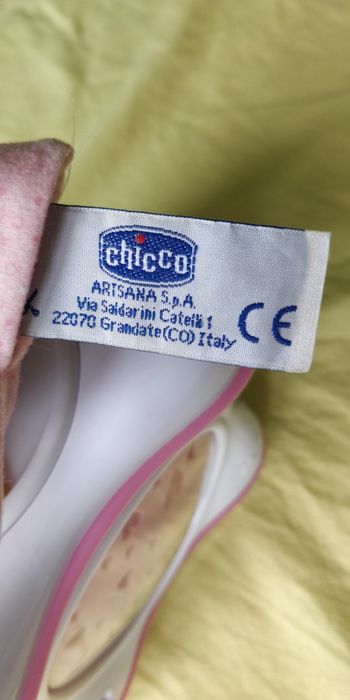 chicco
ARTSANA S.p.A.
Via Saldarini Catelli 1
22070 Grandate (CO) Italy
CE
%